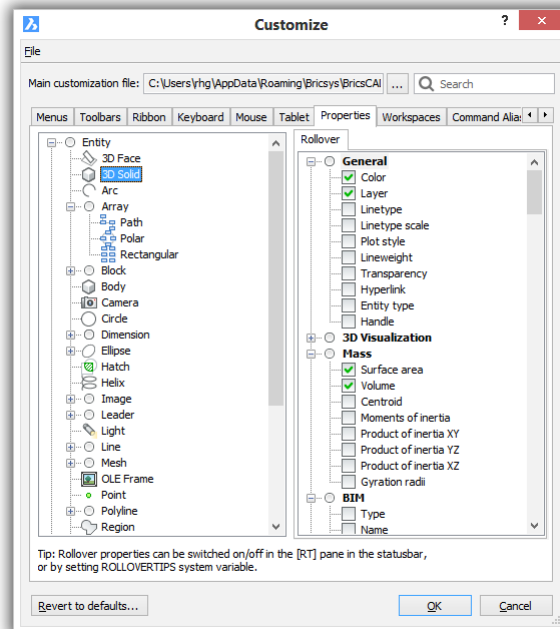 Customize
?
×
File
Main customization file: C:\Users\rhg\AppData\Roaming\Bricsys\BricsCAI ... Search
Menus Toolbars Ribbon Keyboard Mouse Tablet Properties Workspaces Command Alias
Rollover
Entity
3D Face
3D Solid
Arc
Array
Path
Polar
Rectangular
Block
Body
Camera
Circle
Dimension
Ellipse
Hatch
Helix
Image
Leader
Light
Line
Mesh
OLE Frame
Point
Polyline
Region
General
Color
Layer
Linetype
Linetype scale
Plot style
Lineweight
Transparency
Hyperlink
Entity type
Handle
3D Visualization
Mass
Surface area
Volume
Centroid
Moments of inertia
Product of inertia XY
Product of inertia YZ
Product of inertia XZ
Gyration radii
BIM
Type
Name
Tip: Rollover properties can be switched on/off in the [RT] pane in the statusbar,
or by setting ROLLOVERTIPS system variable.
Revert to defaults...
OK
Cancel